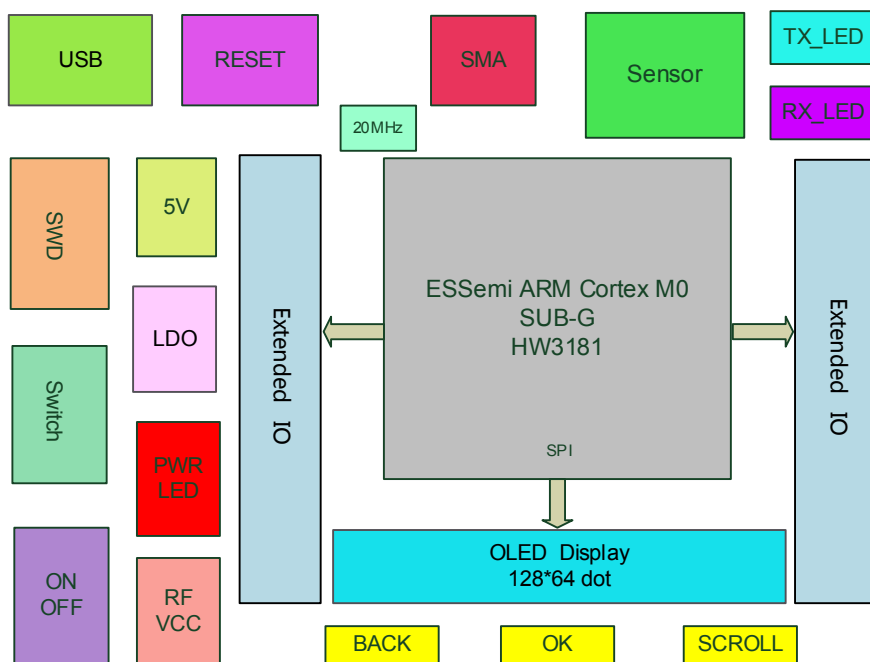 USB
RESET
SMA
Sensor
TX_LED
RX_LED
20MHz
SWD
5V
Extended IO
ESSemi ARM Cortex M0
SUB-G
HW3181
SPI
Extended IO
LDO
Switch
PWR
LED
ON
OFF
RF
VCC
OLED Display
128*64 dot
BACK
OK
SCROLL